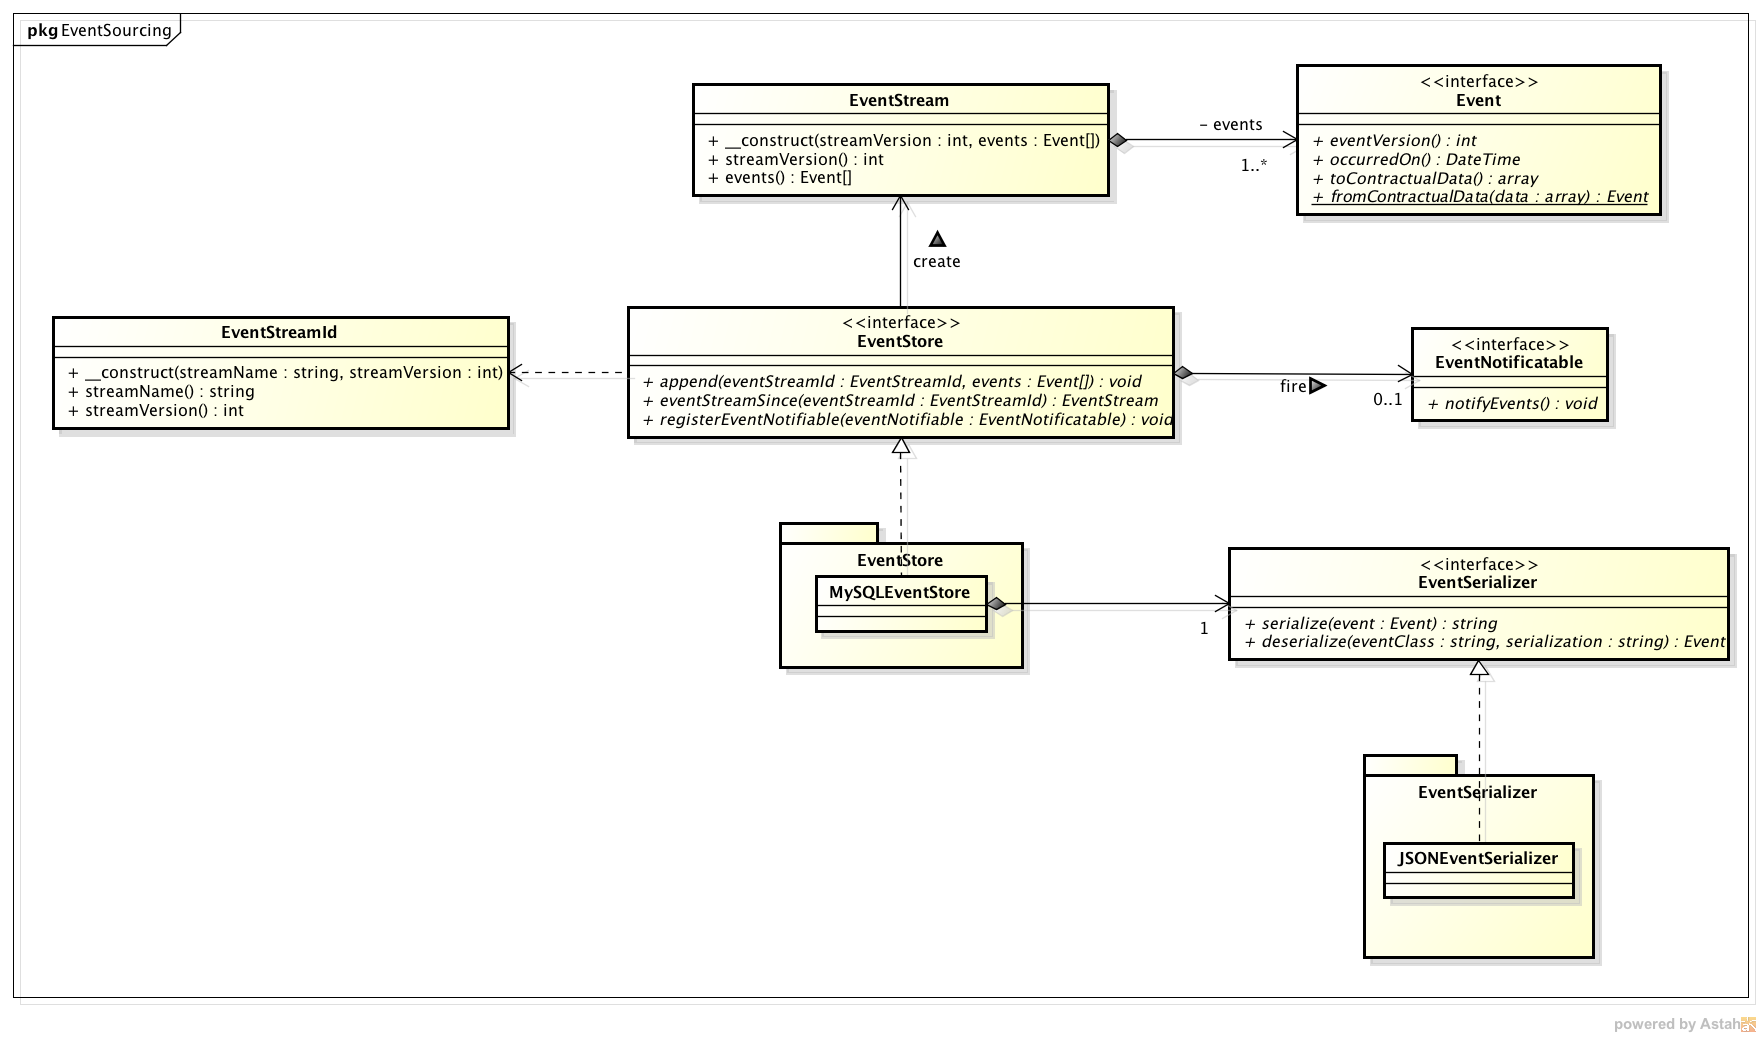 pkg EventSourcing
EventStream
+ __construct(streamVersion : int, events : Event[])
+ streamVersion() : int
+ events() : Event[]
– events
1..*
<<interface>>
Event
+ eventVersion() : int
+ occurredOn() : DateTime
+ toContractualData() : array
+ fromContractualData(data : array) : Event
create
EventStreamId
+ __construct(streamName : string, streamVersion : int)
+ streamName() : string
+ streamVersion() : int
<<interface>>
EventStore
+ append(eventStreamId : EventStreamId, events : Event[]) : void
+ eventStreamSince(eventStreamId : EventStreamId) : EventStream
+ registerEventNotifiable(eventNotifiable : EventNotificatable) : void
fire
0..1
<<interface>>
EventNotificatable
+ notifyEvents() : void
EventStore
MySQLEventStore
1
<<interface>>
EventSerializer
+ serialize(event : Event) : string
+ deserialize(eventClass : string, serialization : string) : Event
EventSerializer
JSONEventSerializer
powered by Astah